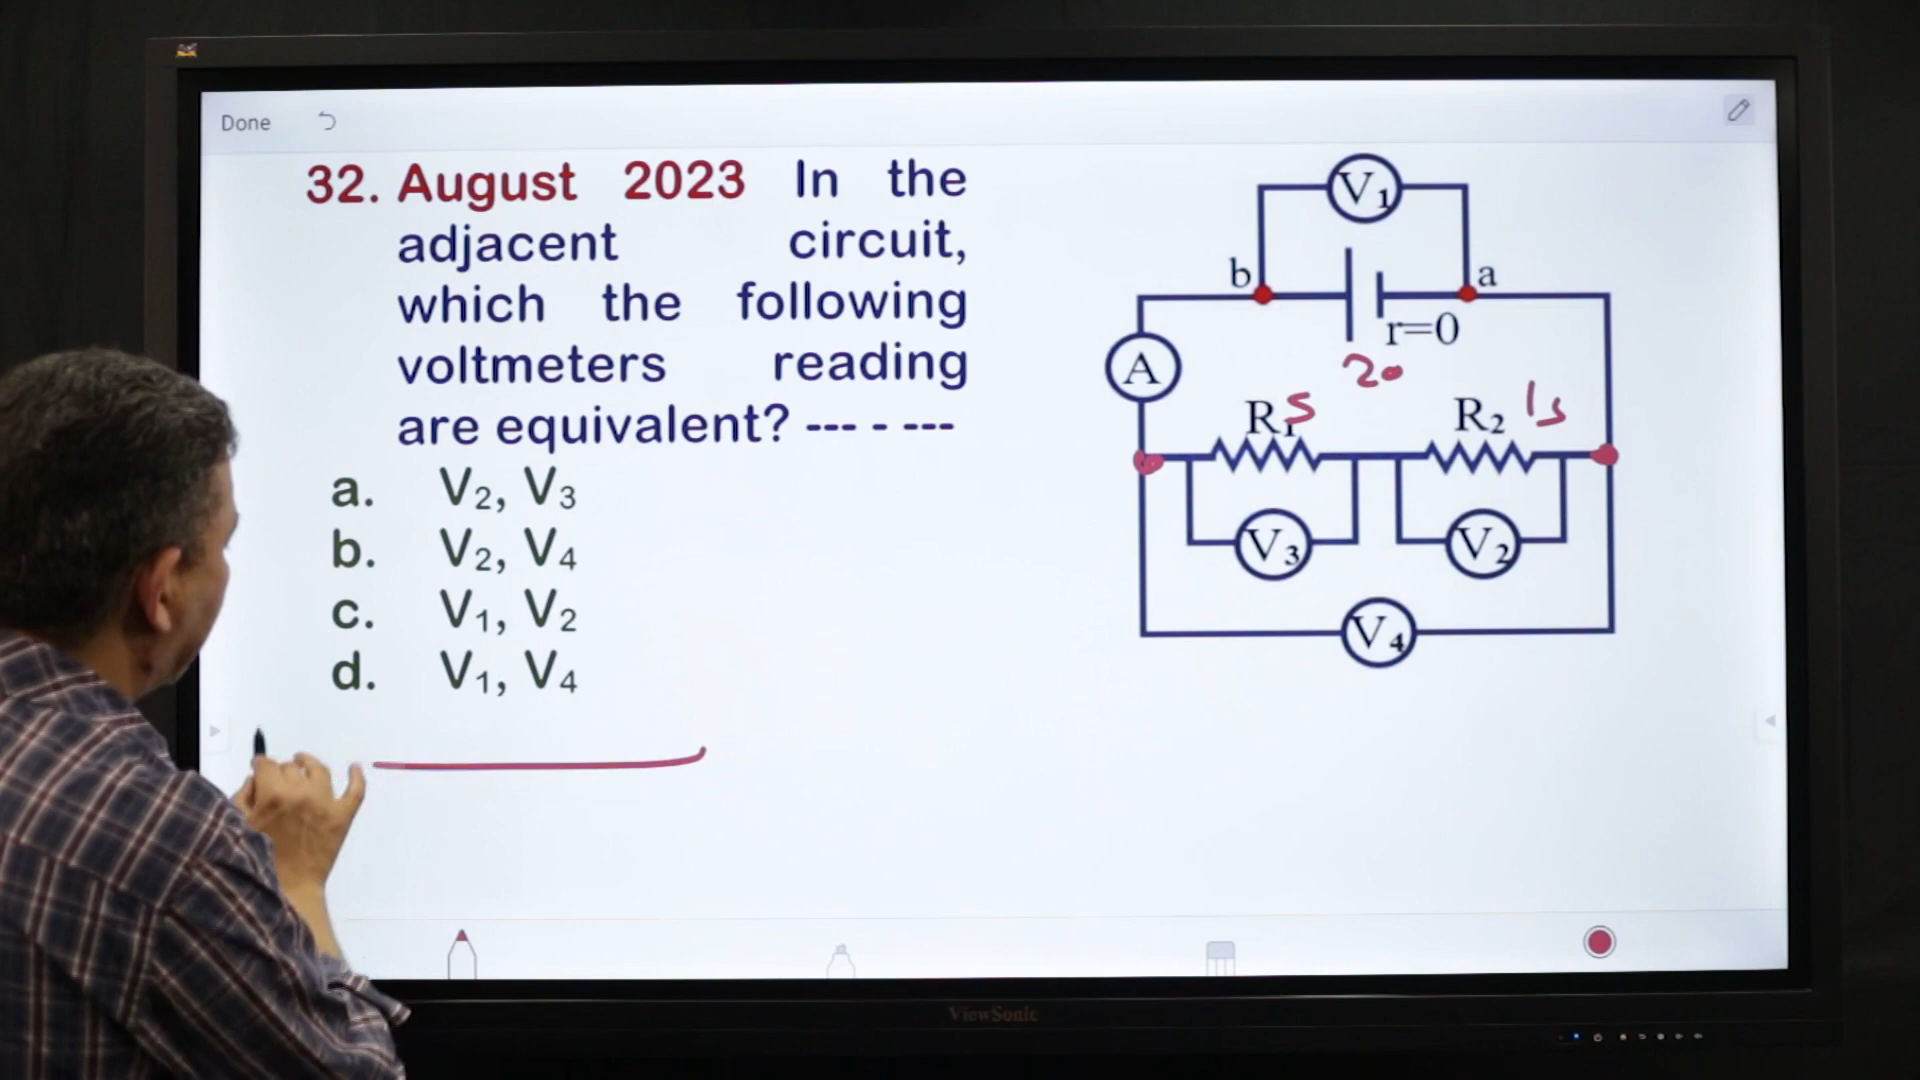 Done
32. August 2023 In the
adjacent circuit,
which the following
voltmeters reading
are equivalent? --- - ---
a. V₂, V₃
b. V₂, V₄
c. V₁, V₂
d. V₁, V₄
V₁
b
a
r=0
20
A
R₁
5
R₂
15
V₃
V₂
V₄
ViewSonic